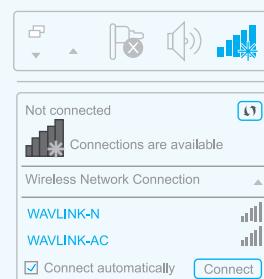 Not connected
Connections are available
Wireless Network Connection
WAVLINK-N
WAVLINK-AC
Connect automatically
Connect